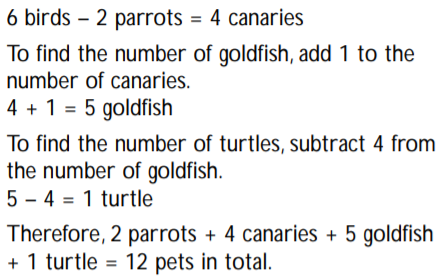 6 birds – 2 parrots = 4 canaries
To find the number of goldfish, add 1 to the
number of canaries.
4 + 1 = 5 goldfish
To find the number of turtles, subtract 4 from
the number of goldfish.
5 – 4 = 1 turtle
Therefore, 2 parrots + 4 canaries + 5 goldfish
+ 1 turtle = 12 pets in total.